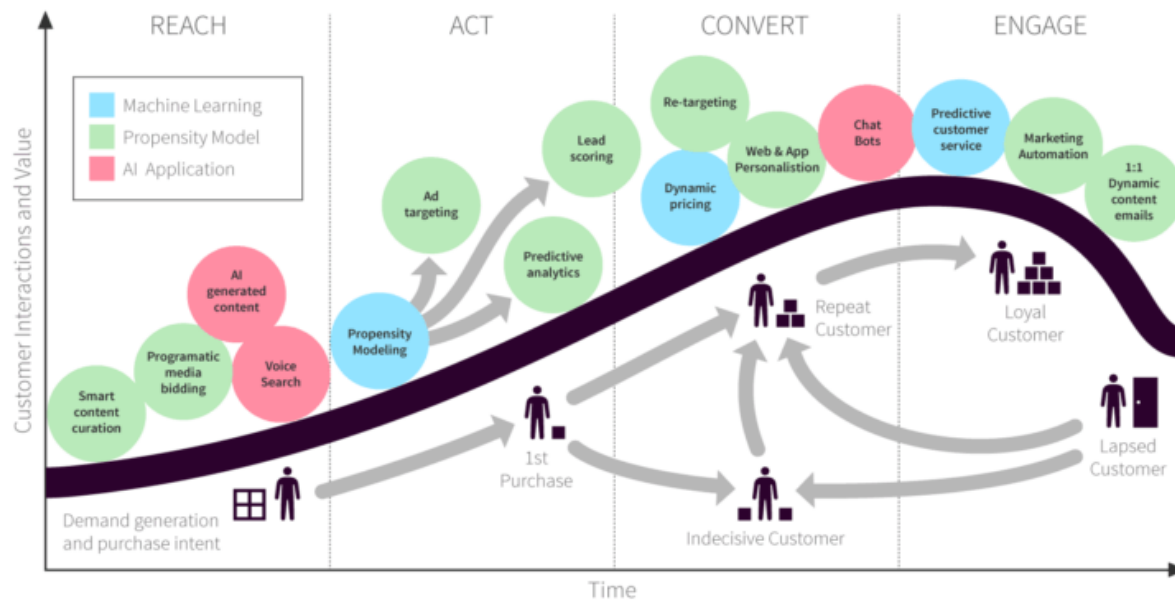 REACH
ACT
CONVERT
ENGAGE
Customer Interactions and Value
Machine Learning
Propensity Model
AI Application
Smart
content
curation
Programatic
media
bidding
AI
generated
content
Voice
Search
Propensity
Modeling
Ad
targeting
Lead
scoring
Predictive
analytics
Re-targeting
Dynamic
pricing
Web & App
Personalistion
Chat
Bots
Predictive
customer
service
Marketing
Automation
1:1
Dynamic
content
emails
Demand generation
and purchase intent
1st
Purchase
Repeat
Customer
Indecisive Customer
Loyal
Customer
Lapsed
Customer
Time